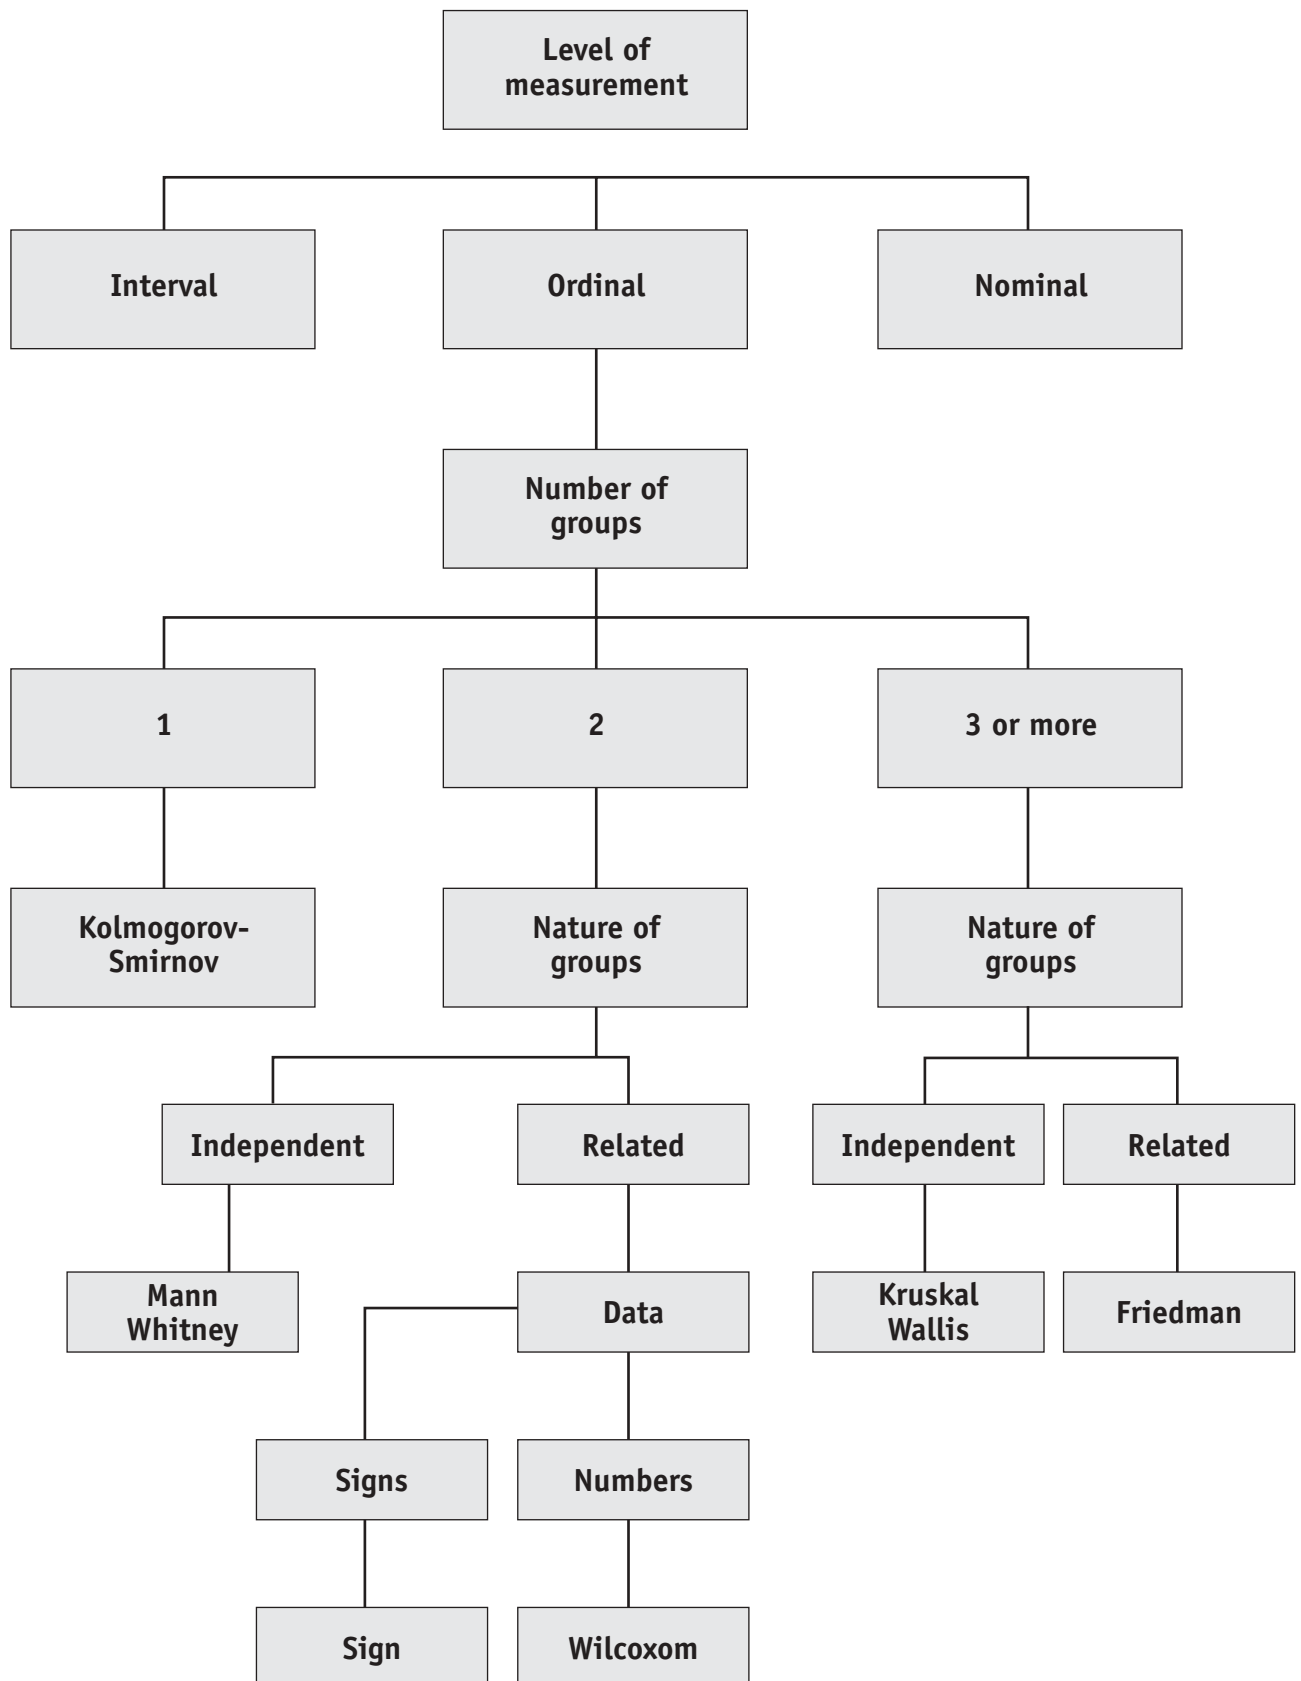 Level of
measurement
Interval
Ordinal
Nominal
Number of
groups
1
2
3 or more
Kolmogorov-
Smirnov
Nature of
groups
Nature of
groups
Independent
Related
Independent
Related
Mann
Whitney
Data
Kruskal
Wallis
Friedman
Signs
Numbers
Sign
Wilcoxom